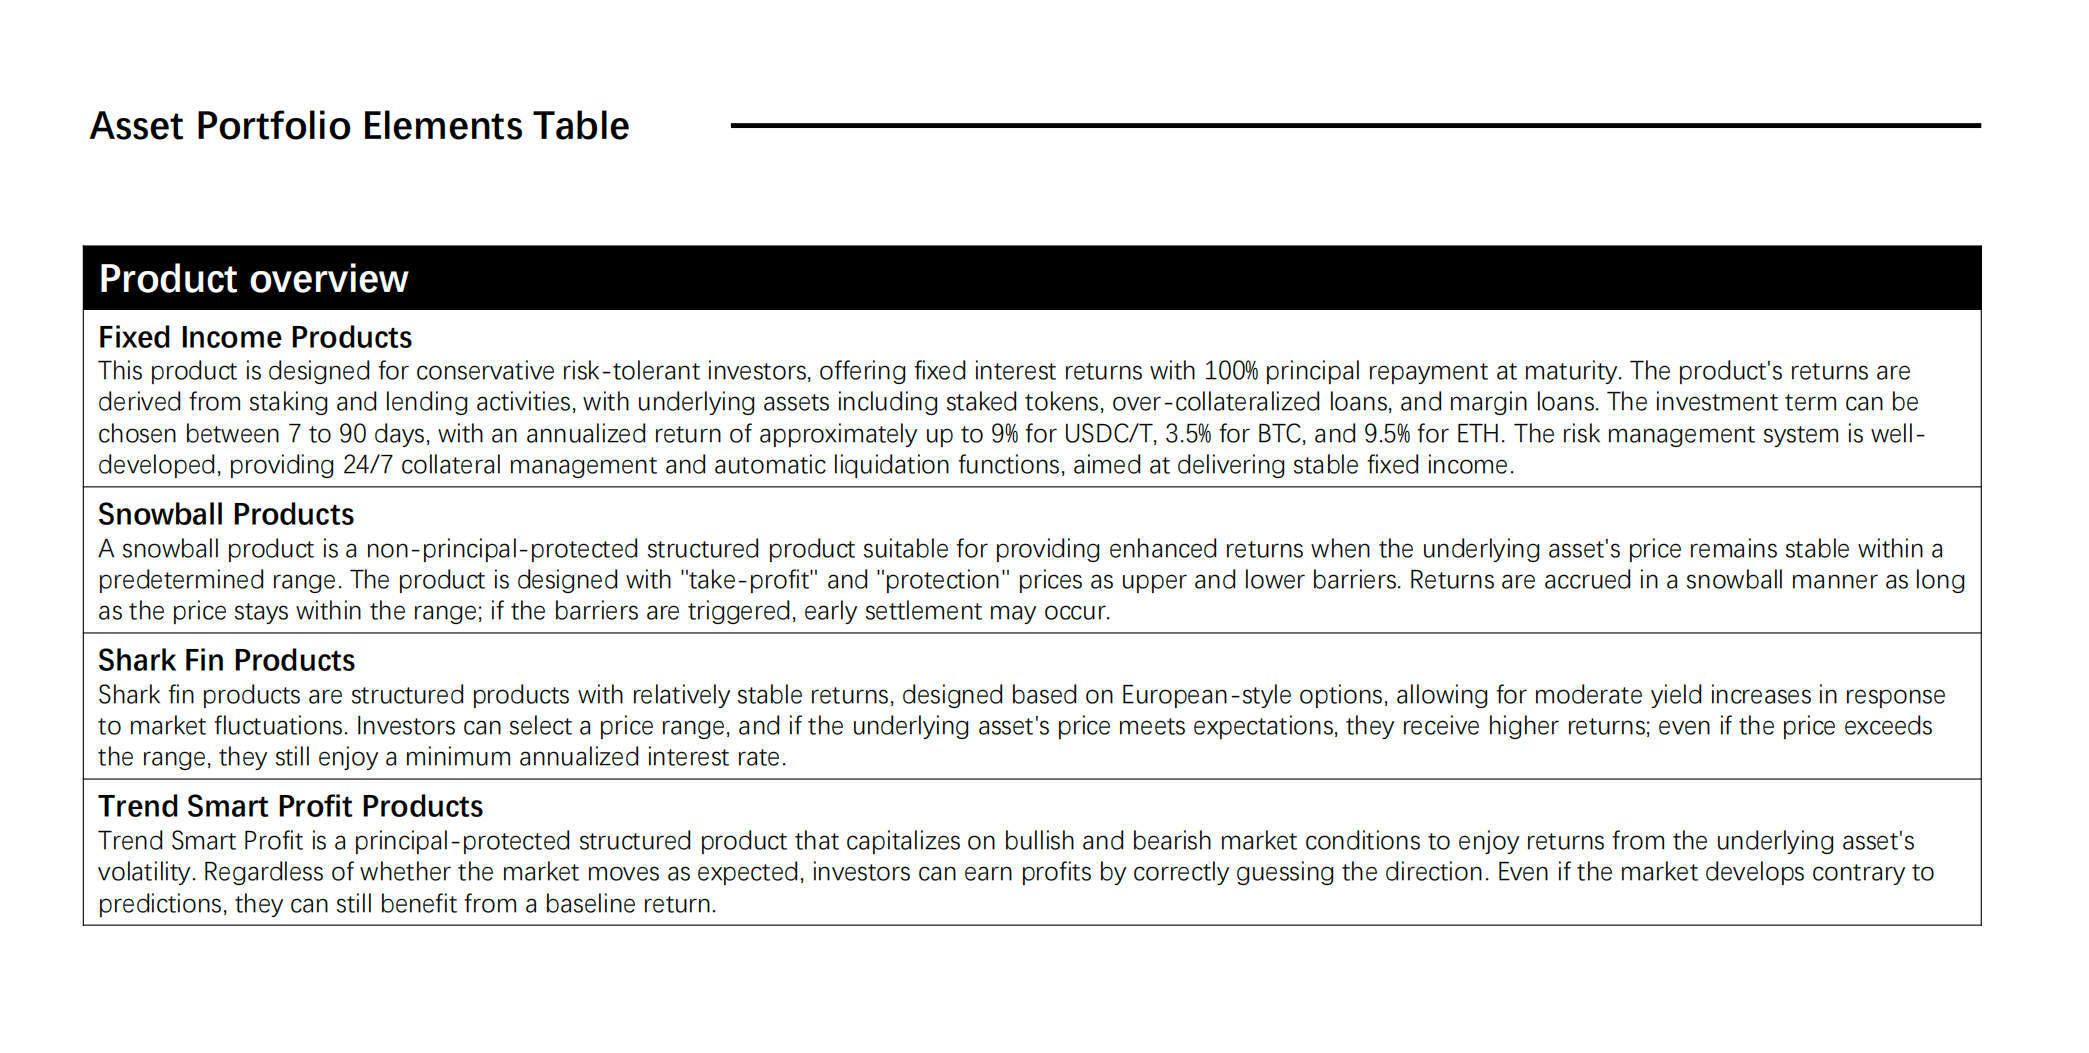 Asset Portfolio Elements Table
Product overview
Fixed Income Products
This product is designed for conservative risk-tolerant investors, offering fixed interest returns with 100% principal repayment at maturity. The product's returns are
derived from staking and lending activities, with underlying assets including staked tokens, over-collateralized loans, and margin loans. The investment term can be
chosen between 7 to 90 days, with an annualized return of approximately up to 9% for USDC/T, 3.5% for BTC, and 9.5% for ETH. The risk management system is well-
developed, providing 24/7 collateral management and automatic liquidation functions, aimed at delivering stable fixed income.
Snowball Products
A snowball product is a non-principal-protected structured product suitable for providing enhanced returns when the underlying asset's price remains stable within a
predetermined range. The product is designed with "take-profit" and "protection" prices as upper and lower barriers. Returns are accrued in a snowball manner as long
as the price stays within the range; if the barriers are triggered, early settlement may occur.
Shark Fin Products
Shark fin products are structured products with relatively stable returns, designed based on European-style options, allowing for moderate yield increases in response
to market fluctuations. Investors can select a price range, and if the underlying asset's price meets expectations, they receive higher returns; even if the price exceeds
the range, they still enjoy a minimum annualized interest rate.
Trend Smart Profit Products
Trend Smart Profit is a principal-protected structured product that capitalizes on bullish and bearish market conditions to enjoy returns from the underlying asset's
volatility. Regardless of whether the market moves as expected, investors can earn profits by correctly guessing the direction. Even if the market develops contrary to
predictions, they can still benefit from a baseline return.